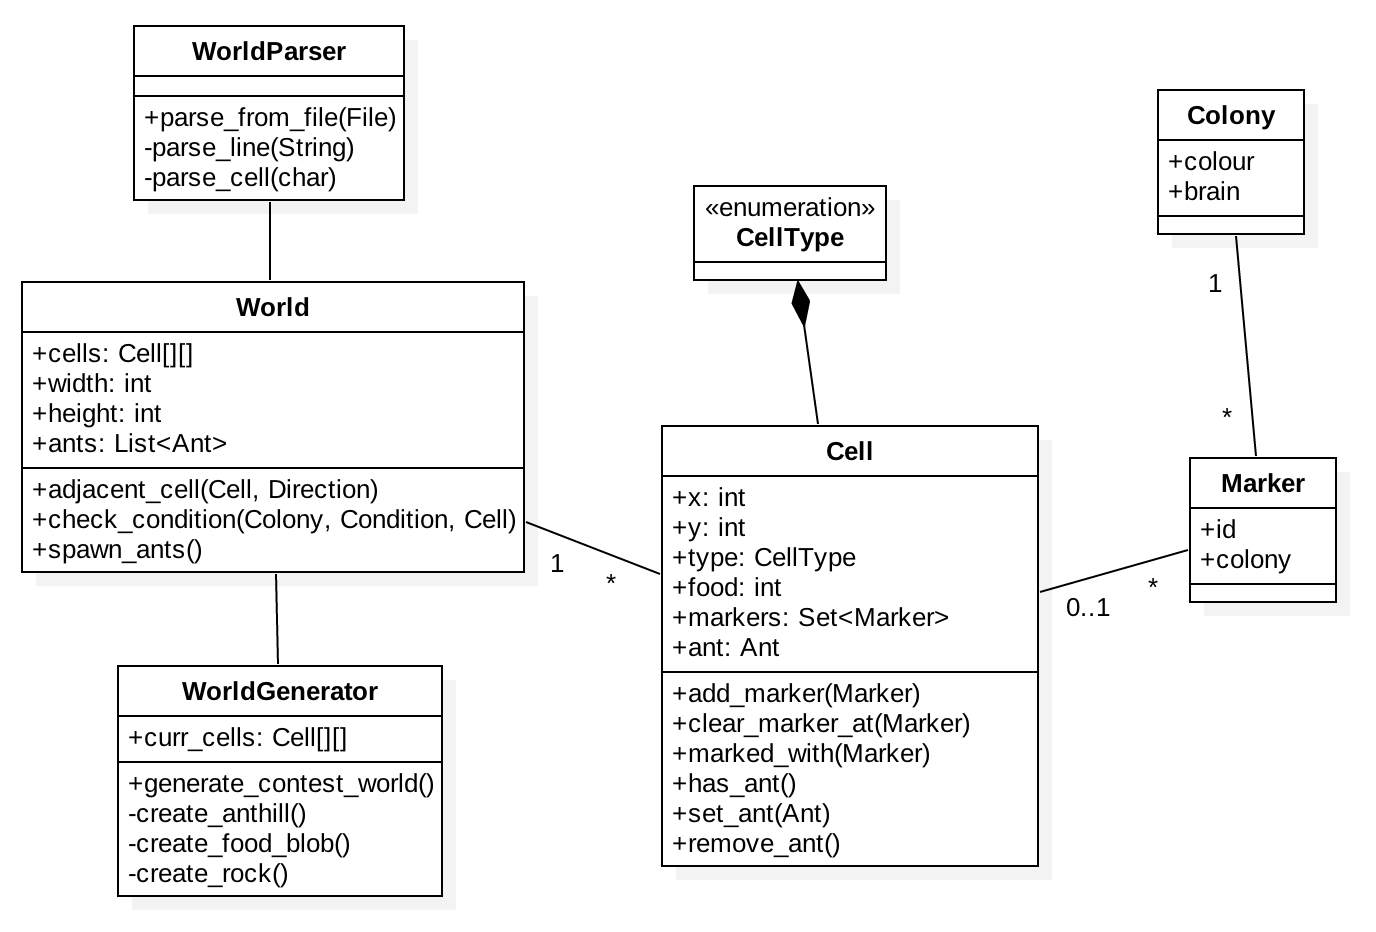 WorldParser
+parse_from_file(File)
-parse_line(String)
-parse_cell(char)
World
+cells: Cell[][]
+width: int
+height: int
+ants: List<Ant>
+adjacent_cell(Cell, Direction)
+check_condition(Colony, Condition, Cell)
+spawn_ants()
1
*
WorldGenerator
+curr_cells: Cell[][]
+generate_contest_world()
-create_anthill()
-create_food_blob()
-create_rock()
«enumeration»
CellType
Cell
+x: int
+y: int
+type: CellType
+food: int
+markers: Set<Marker>
+ant: Ant
+add_marker(Marker)
+clear_marker_at(Marker)
+marked_with(Marker)
+has_ant()
+set_ant(Ant)
+remove_ant()
0..1
*
Colony
+colour
+brain
1
*
Marker
+id
+colony